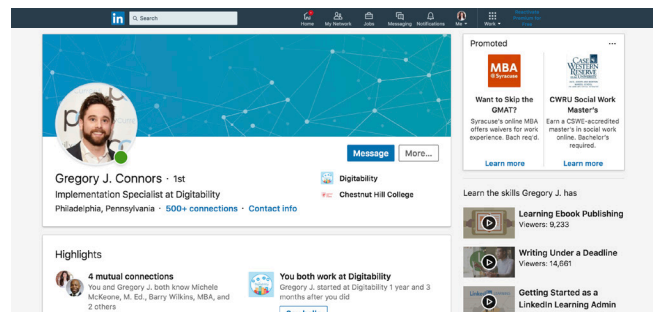 in
Search
Home
My Network
Jobs
Messaging
Notifications
Me
Work
Gregory J. Connors · 1st
Implementation Specialist at Digitability
Philadelphia, Pennsylvania · 500+ connections · Contact info
Message
More...
Digitability
Chestnut Hill College
Highlights
4 mutual connections
You and Gregory J. both know Michele
McKeone, M. Ed., Barry Wilkins, MBA, and
2 others
You both work at Digitability
Gregory J. started at Digitability 1 year and 3
months after you did
Promoted
...
MBA
@Syracuse
Want to Skip the
GMAT?
Syracuse's online MBA
offers waivers for work
experience. Bach req'd.
Learn more
CASE
WESTERN
RESERVE
UNIVERSITY
CWRU Social Work
Master's
Earn a CSWE-accredited
master's in social work
online. Bachelor's
required.
Learn more
Learn the skills Gregory J. has
Learning Ebook Publishing
Viewers: 9,233
Writing Under a Deadline
Viewers: 14,661
Getting Started as a
LinkedIn Learning Admin